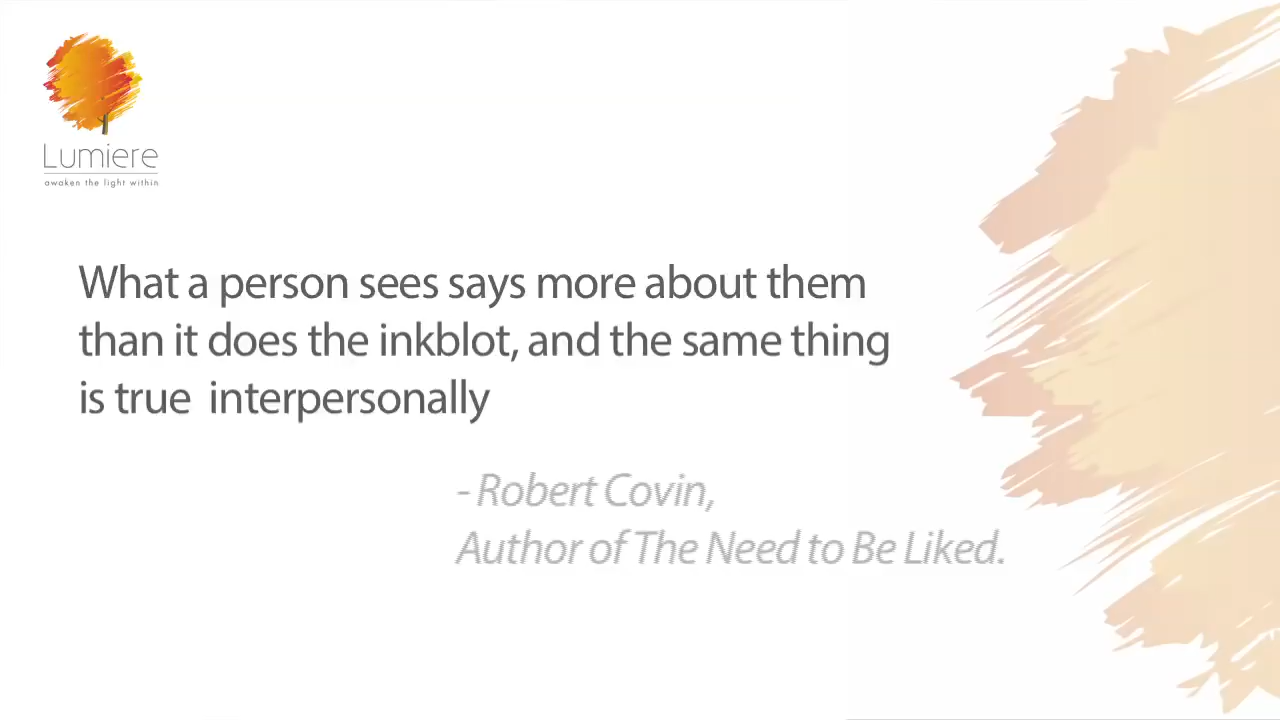 Lumiere
awaken the light within
What a person sees says more about them
than it does the inkblot, and the same thing
is true  interpersonally
- Robert Covin,
Author of The Need to Be Liked.